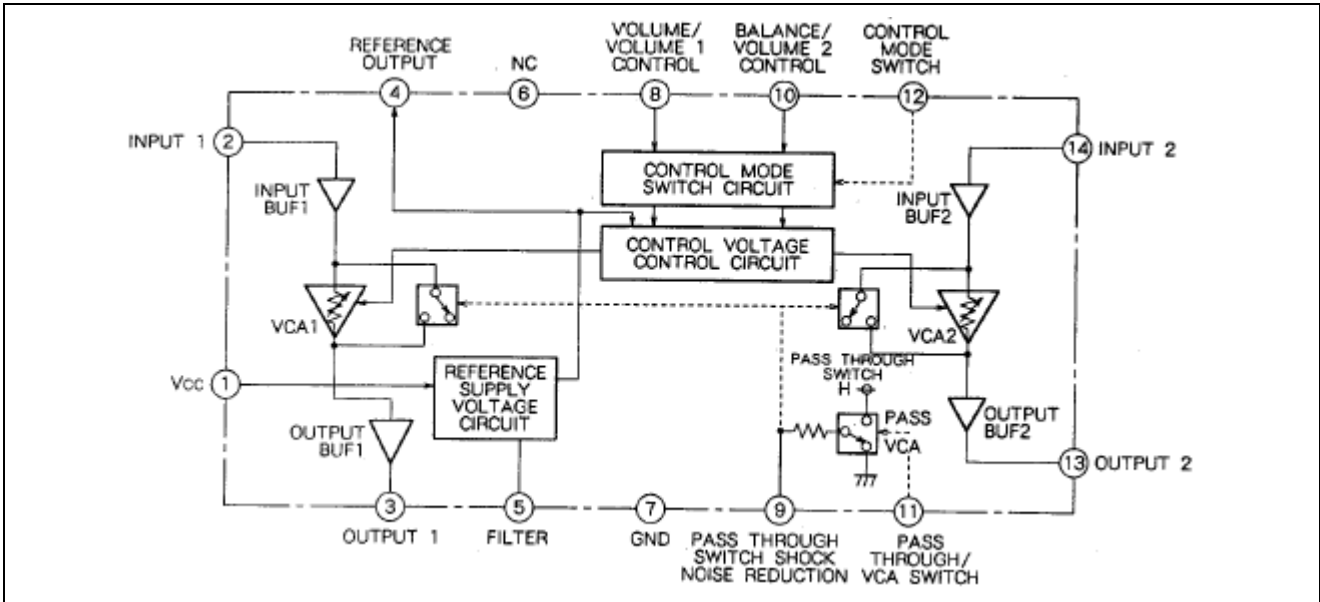 VOLUME/
VOLUME 1
CONTROL
BALANCE/
VOLUME 2
CONTROL
CONTROL
MODE
SWITCH
REFERENCE
OUTPUT
NC
4
6
8
10
12
INPUT 1
2
14
INPUT 2
CONTROL MODE
SWITCH CIRCUIT
INPUT
BUF1
INPUT
BUF2
CONTROL VOLTAGE
CONTROL CIRCUIT
VCA1
VCA2
PASS THROUGH
SWITCH
H
Vcc
1
REFERENCE
SUPPLY
VOLTAGE
CIRCUIT
PASS
VCA
OUTPUT
BUF1
OUTPUT
BUF2
13
OUTPUT 2
3
5
7
9
11
OUTPUT 1
FILTER
GND
PASS THROUGH
SWITCH SHOCK
NOISE REDUCTION
PASS
THROUGH/
VCA SWITCH